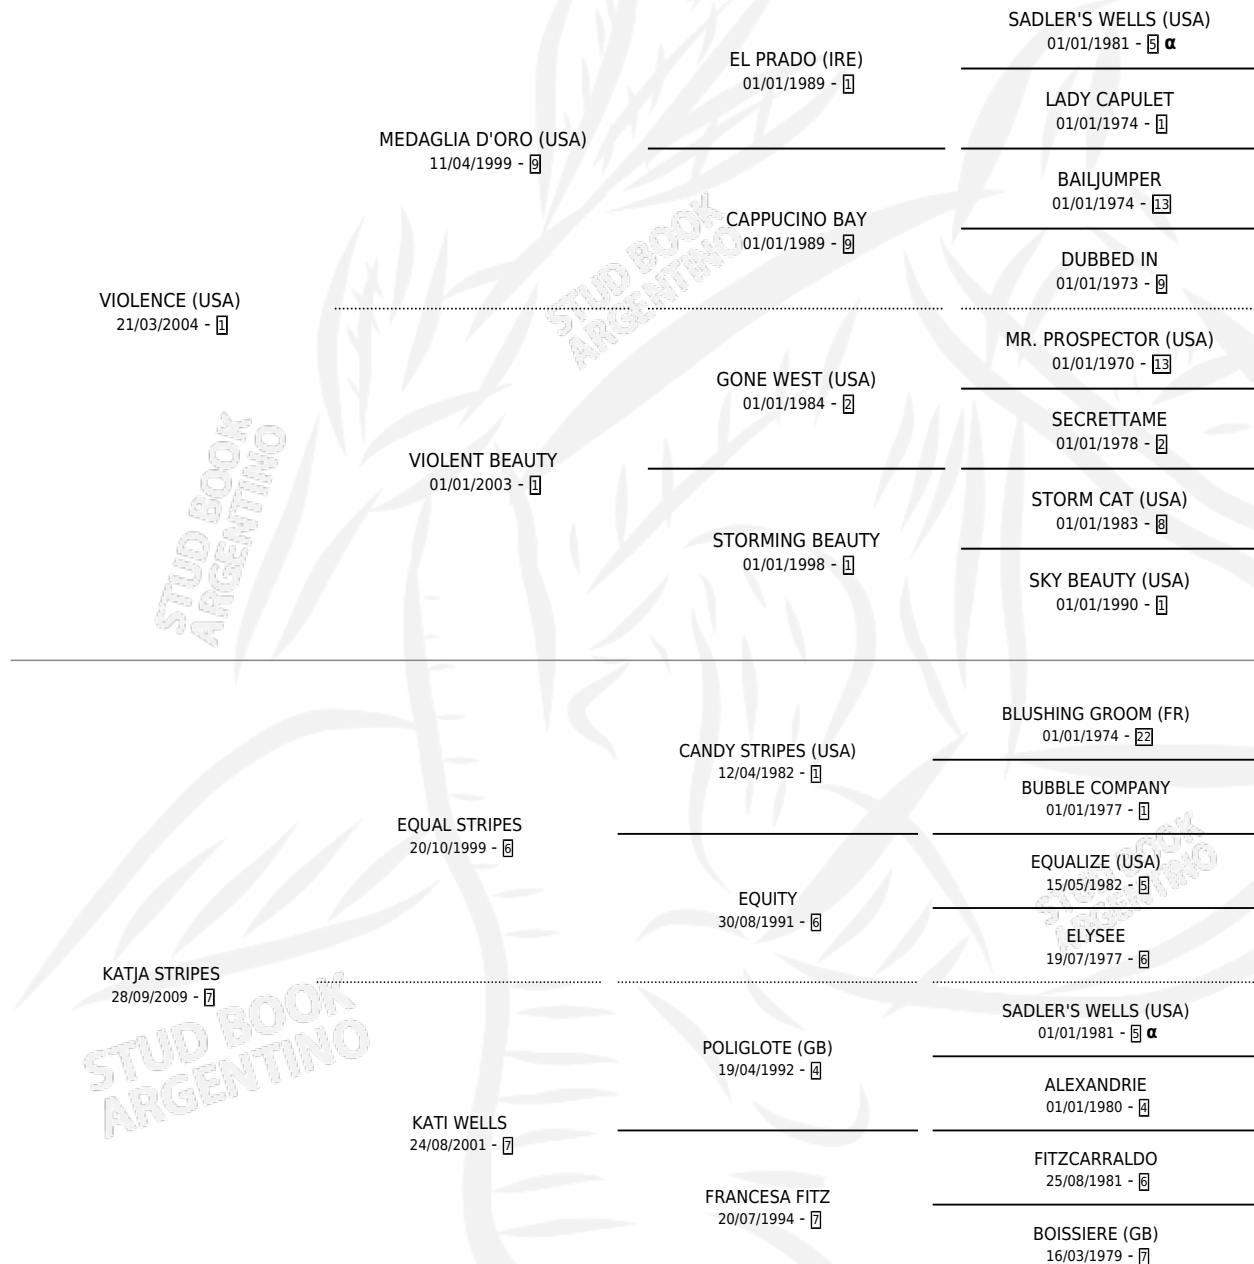 SADLER'S WELLS (USA)
01/01/1981 - 5 α
EL PRADO (IRE)
01/01/1989 - 1
LADY CAPULET
01/01/1974 - 1
MEDAGLIA D'ORO (USA)
11/04/1999 - 9
BAILJUMPER
01/01/1974 - 13
CAPPUCINO BAY
01/01/1989 - 9
DUBBED IN
01/01/1973 - 9
VIOLENCE (USA)
21/03/2004 - 1
STUD BOOK
ARGENTINO
MR. PROSPECTOR (USA)
01/01/1970 - 13
GONE WEST (USA)
01/01/1984 - 2
SECRETTAME
01/01/1978 - 2
VIOLENT BEAUTY
01/01/2003 - 1
STORM CAT (USA)
01/01/1983 - 8
STORMING BEAUTY
01/01/1998 - 1
SKY BEAUTY (USA)
01/01/1990 - 1
STUD BOOK
ARGENTINO
BLUSHING GROOM (FR)
01/01/1974 - 22
CANDY STRIPES (USA)
12/04/1982 - 1
BUBBLE COMPANY
01/01/1977 - 1
EQUAL STRIPES
20/10/1999 - 6
EQUALIZE (USA)
15/05/1982 - 5
EQUITY
30/08/1991 - 6
STUD BOOK
ARGENTINO
ELYSEE
19/07/1977 - 6
KATJA STRIPES
28/09/2009 - 7
SADLER'S WELLS (USA)
01/01/1981 - 5 α
POLIGLOTE (GB)
19/04/1992 - 4
STUD BOOK
ARGENTINO
ALEXANDRIE
01/01/1980 - 4
KATI WELLS
24/08/2001 - 7
FITZCARRALDO
25/08/1981 - 6
FRANCESA FITZ
20/07/1994 - 7
BOISSIERE (GB)
16/03/1979 - 7